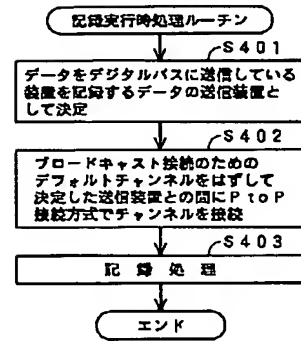 記録実行時処理ルーチン
S401
データをデジタルバスに送信している
装置を記録するデータの送信装置と
して決定
S402
ブロードキャスト接続のための
デフォルトチャンネルをはずして
決定した送信装置との間にPtoP
接続方式でチャンネルを接続
S403
記録処理
エンド